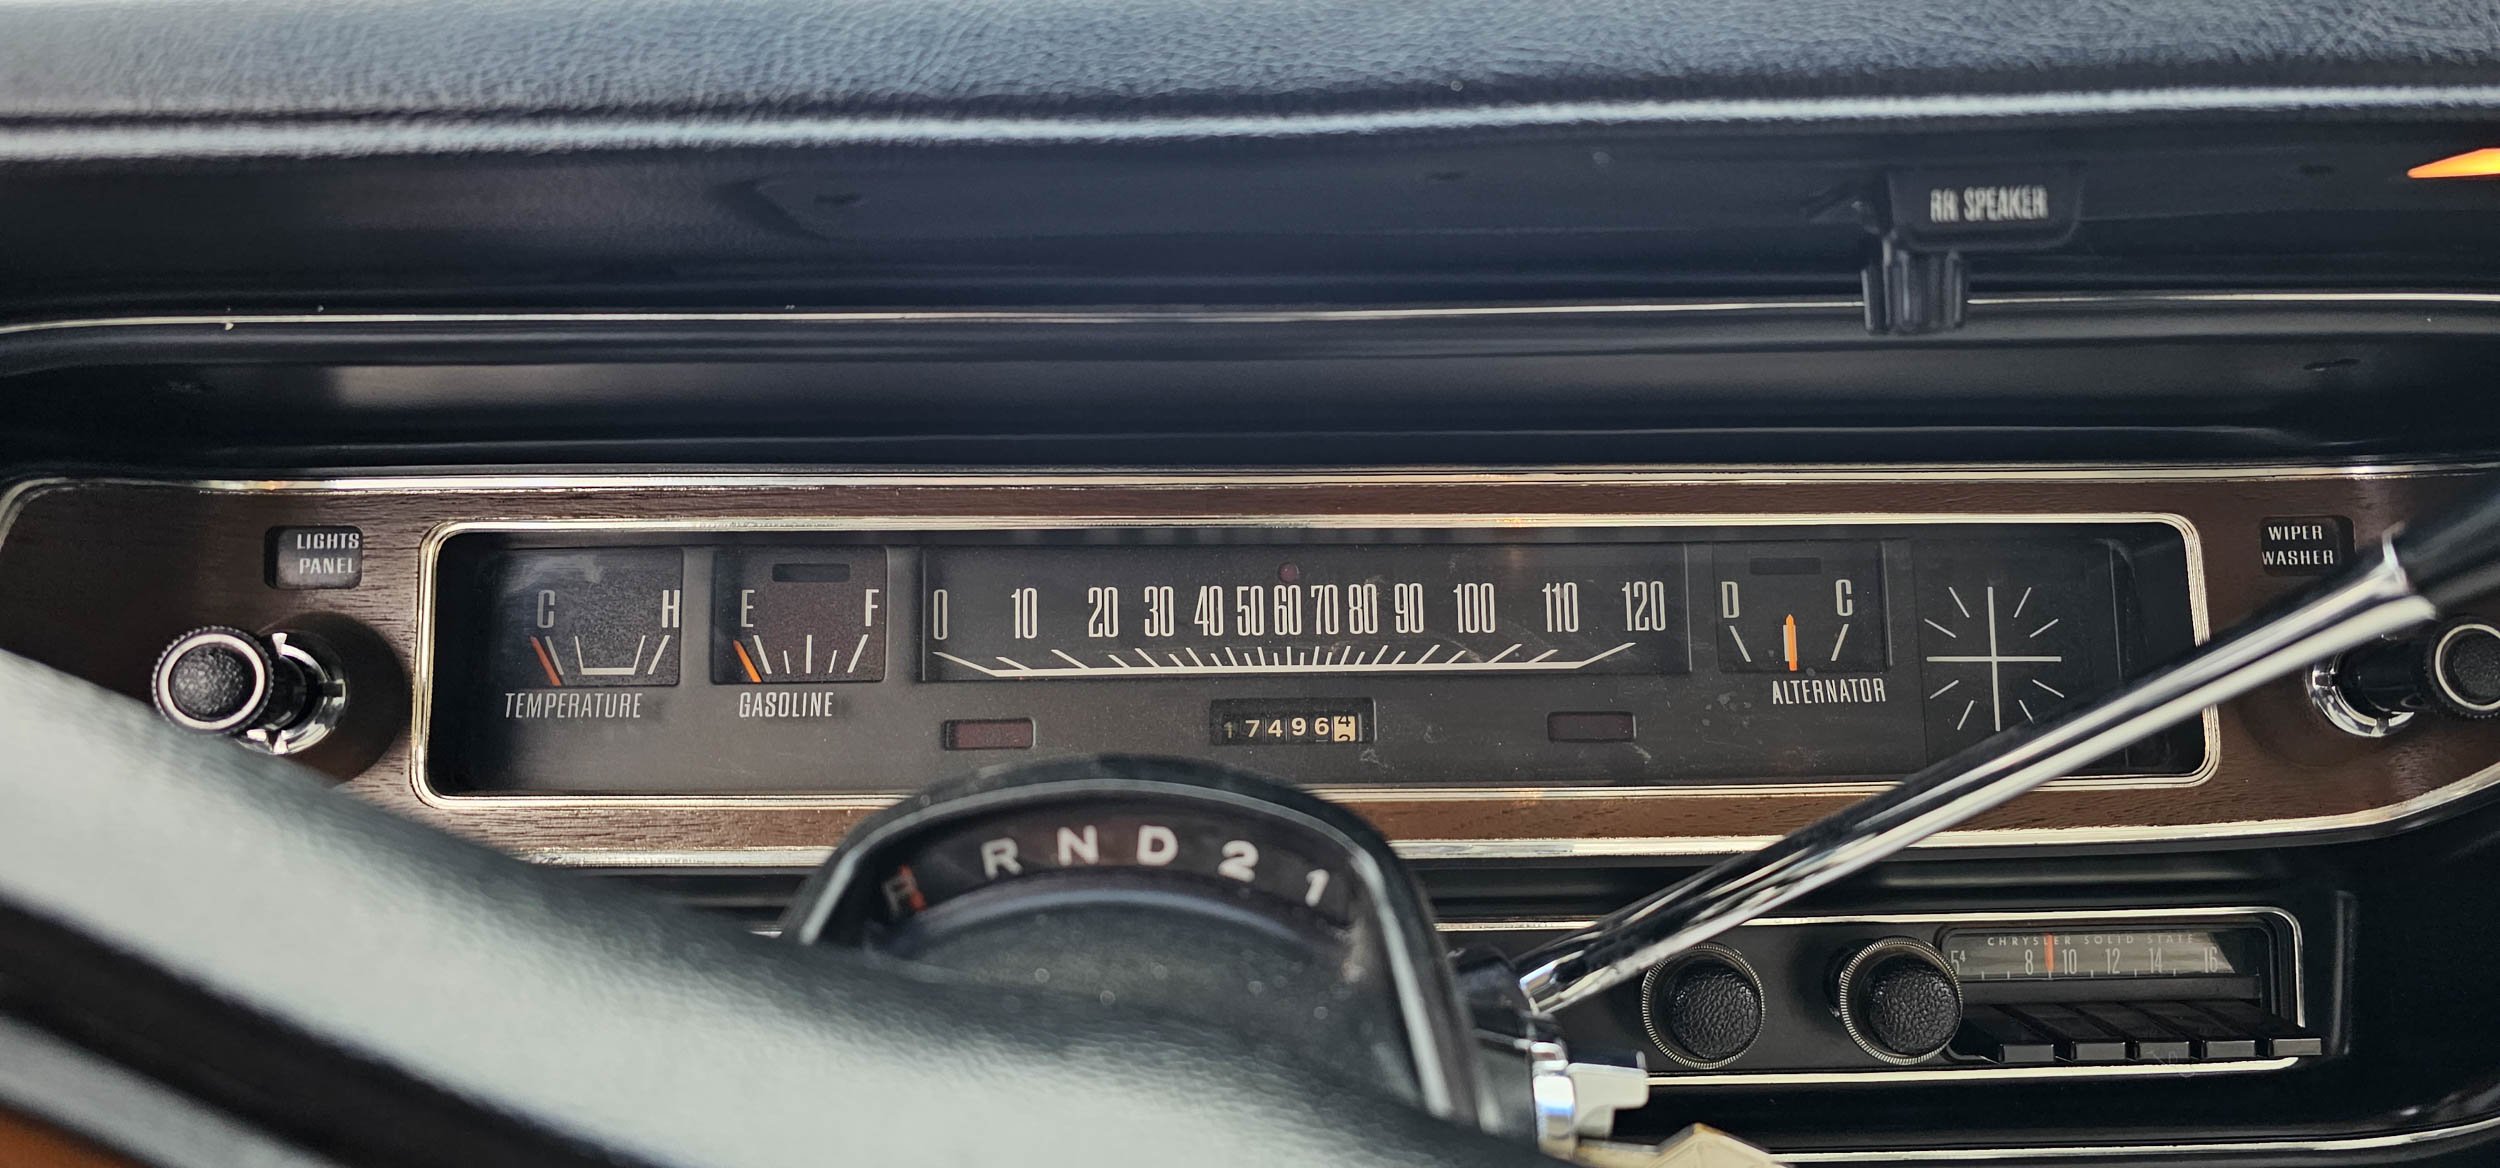 RR SPEAKER
LIGHTS
PANEL
WIPER
WASHER
C H
E F
0 10 20 30 40 50 60 70 80 90 100 110 120
D C
TEMPERATURE
GASOLINE
ALTERNATOR
17496 4
R N D 2 1
CHRYSLER SOLID STATE
54 8 10 12 14 16